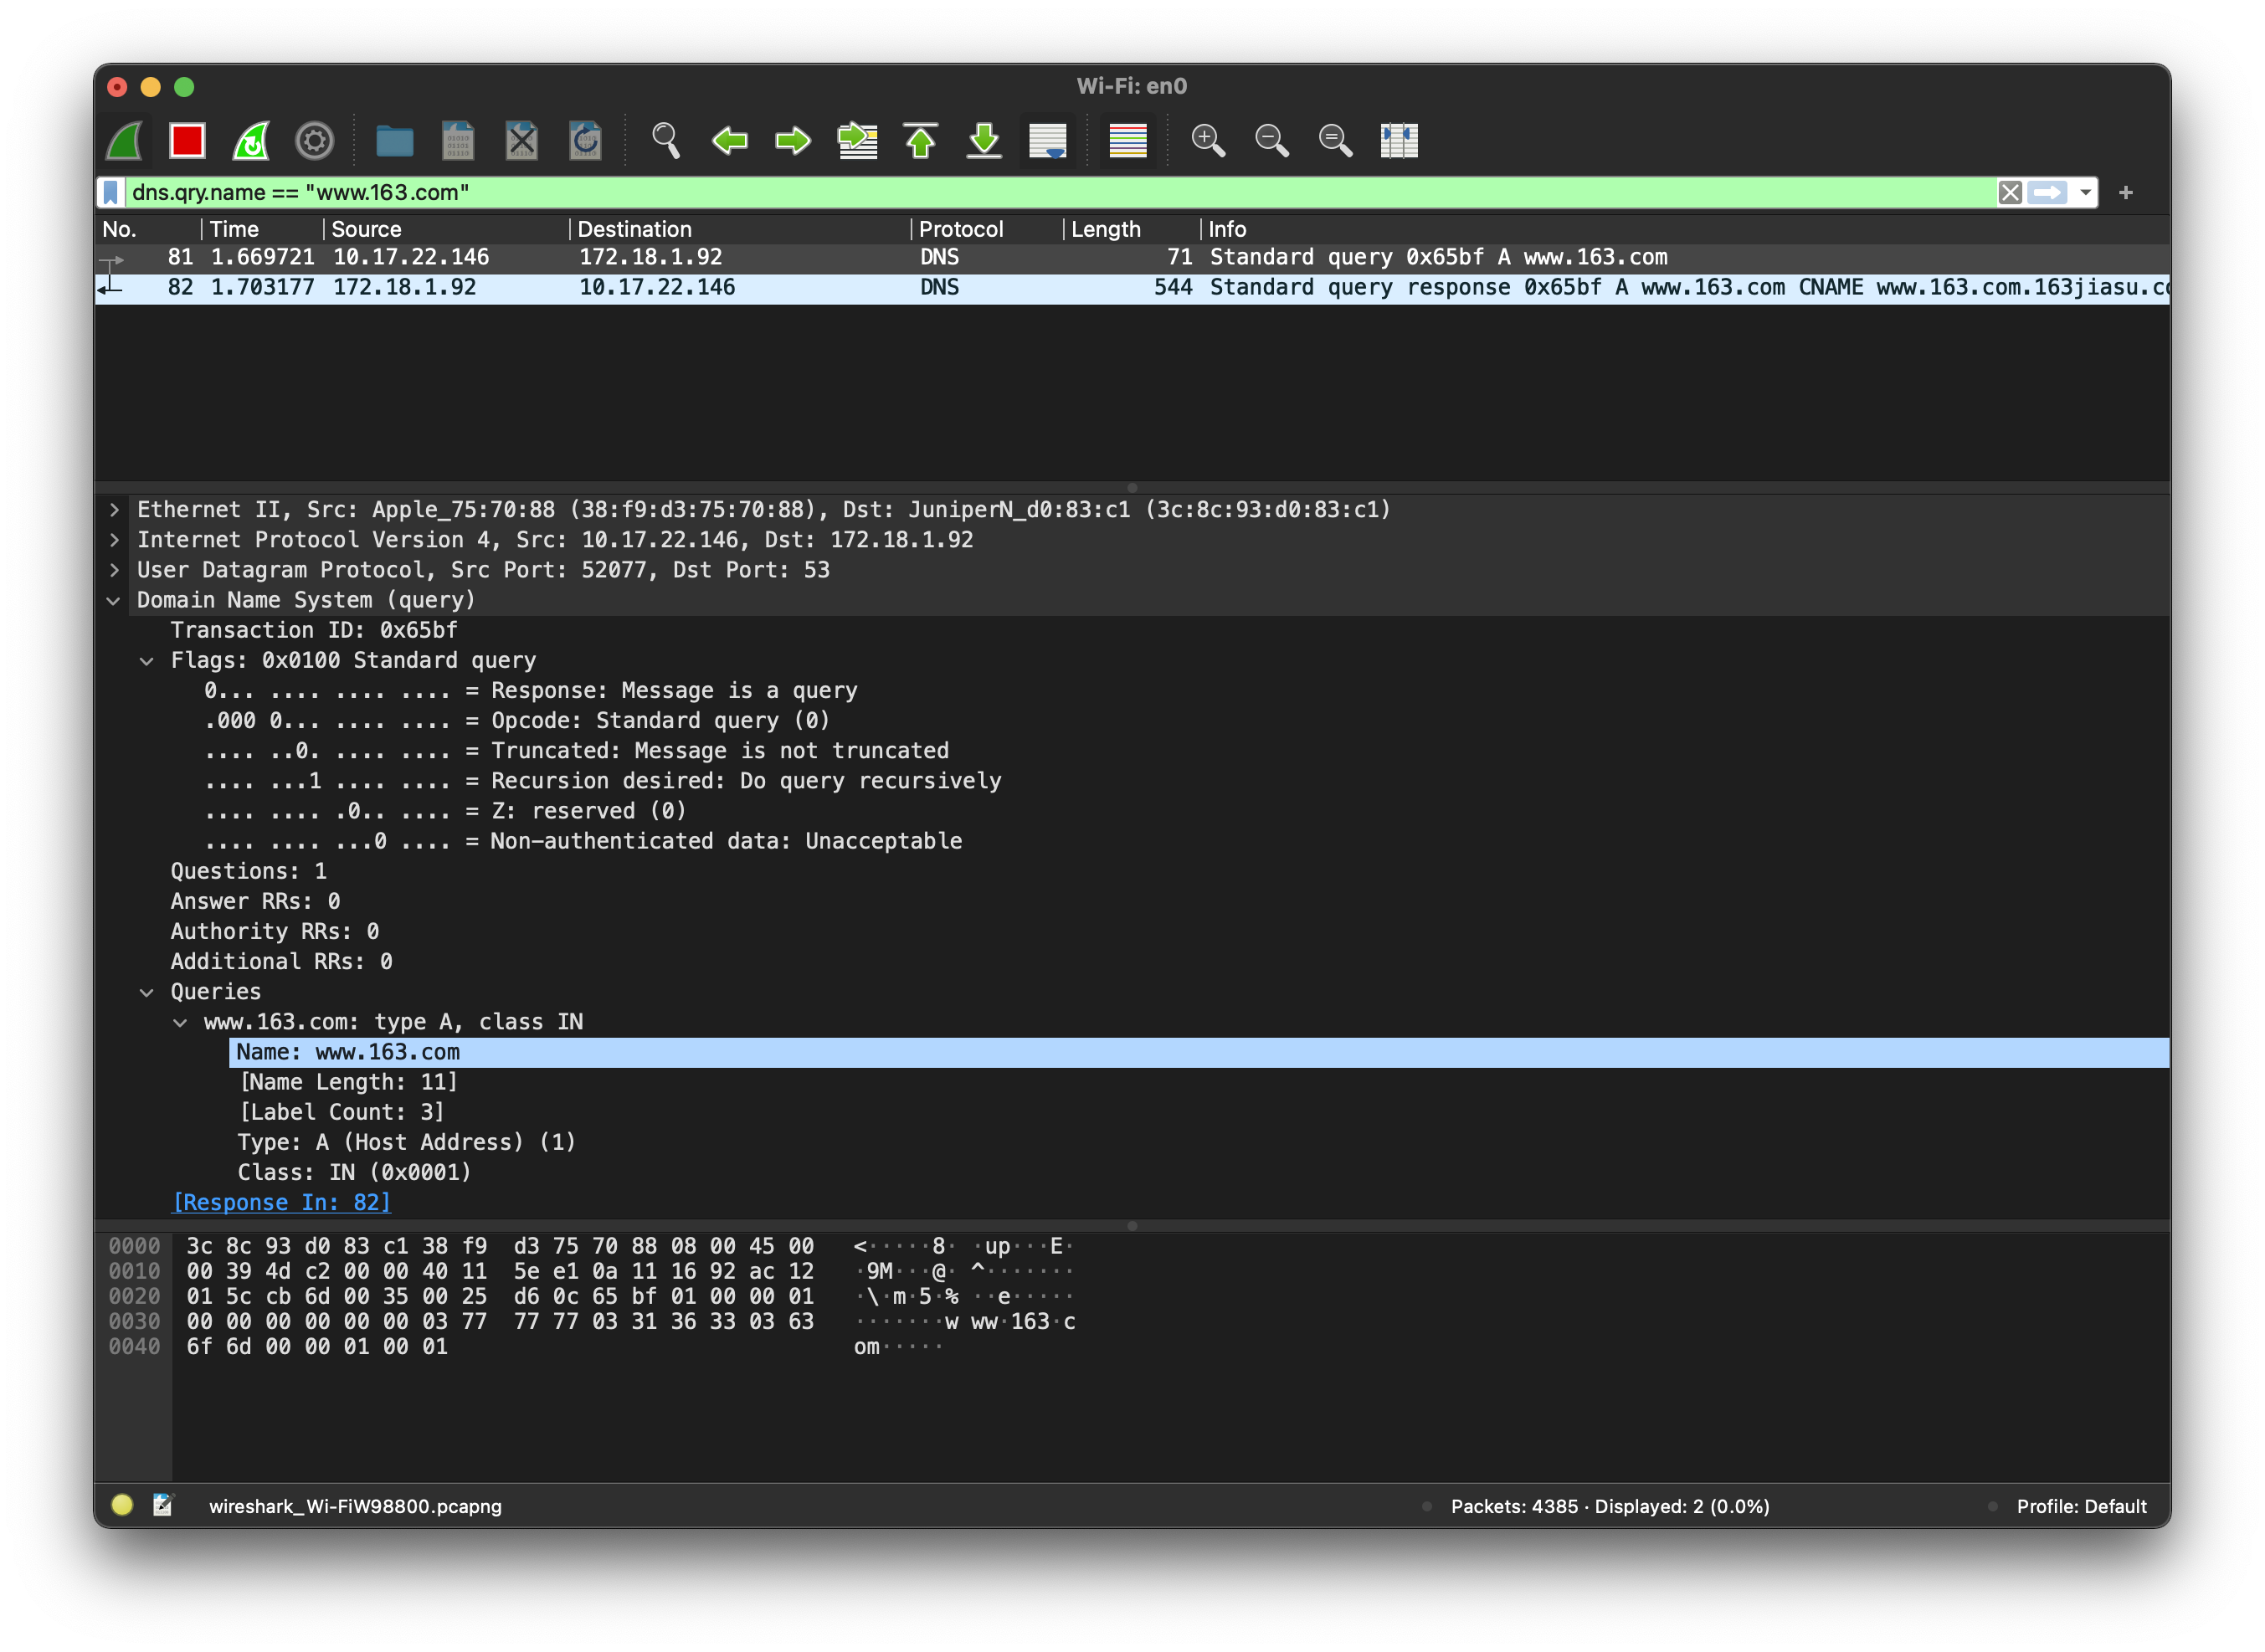 Wi-Fi: en0
dns.qry.name == "www.163.com"
No. Time Source Destination Protocol Length Info
81 1.669721 10.17.22.146 172.18.1.92 DNS 71 Standard query 0x65bf A www.163.com
82 1.703177 172.18.1.92 10.17.22.146 DNS 544 Standard query response 0x65bf A www.163.com CNAME www.163.com.163jiasu.co
Ethernet II, Src: Apple_75:70:88 (38:f9:d3:75:70:88), Dst: JuniperN_d0:83:c1 (3c:8c:93:d0:83:c1)
Internet Protocol Version 4, Src: 10.17.22.146, Dst: 172.18.1.92
User Datagram Protocol, Src Port: 52077, Dst Port: 53
Domain Name System (query)
Transaction ID: 0x65bf
Flags: 0x0100 Standard query
0... .... .... .... = Response: Message is a query
.000 0... .... .... = Opcode: Standard query (0)
.... ..0. .... .... = Truncated: Message is not truncated
.... ...1 .... .... = Recursion desired: Do query recursively
.... .... .0.. .... = Z: reserved (0)
.... .... ...0 .... = Non-authenticated data: Unacceptable
Questions: 1
Answer RRs: 0
Authority RRs: 0
Additional RRs: 0
Queries
www.163.com: type A, class IN
Name: www.163.com
[Name Length: 11]
[Label Count: 3]
Type: A (Host Address) (1)
Class: IN (0x0001)
[Response In: 82]
0000 3c 8c 93 d0 83 c1 38 f9 d3 75 70 88 08 00 45 00 <·····8· ·up···E·
0010 00 39 4d c2 00 00 40 11 5e e1 0a 11 16 92 ac 12 ·9M···@· ^·······
0020 01 5c cb 6d 00 35 00 25 d6 0c 65 bf 01 00 00 01 ·\·m·5·% ··e·····
0030 00 00 00 00 00 00 03 77 77 77 03 31 36 33 03 63 ·······w ww·163·c
0040 6f 6d 00 00 01 00 01 om·····
wireshark_Wi-FiW98800.pcapng Packets: 4385 · Displayed: 2 (0.0%) Profile: Default